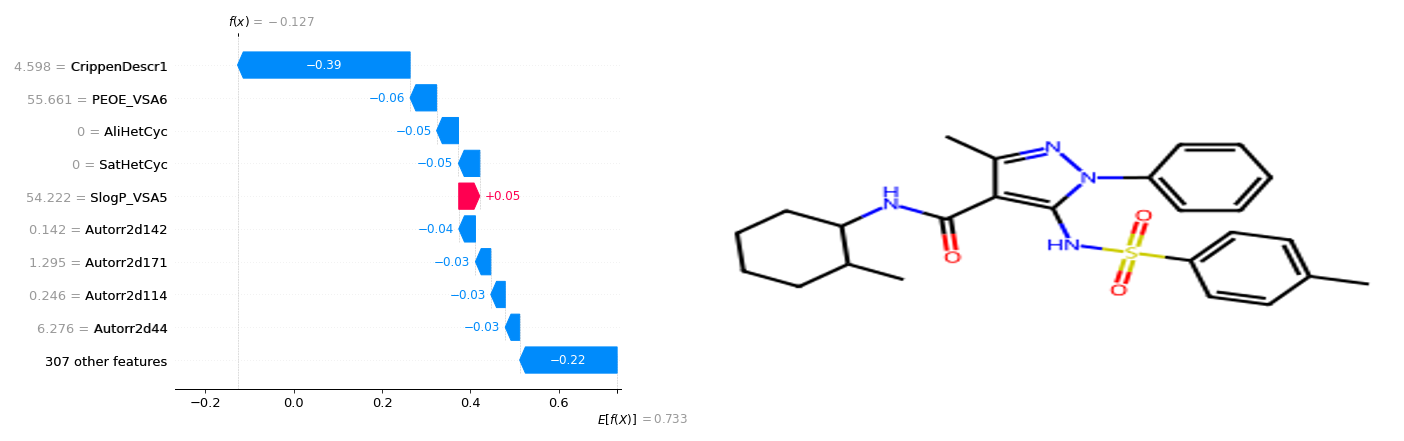 f(x) = −0.127
4.598 = CrippenDescr1
−0.39
55.661 = PEOE_VSA6
−0.06
0 = AliHetCyc
−0.05
0 = SatHetCyc
−0.05
54.222 = SlogP_VSA5
+0.05
0.142 = Autorr2d142
−0.04
1.295 = Autorr2d171
−0.03
0.246 = Autorr2d114
−0.03
6.276 = Autorr2d44
−0.03
307 other features
−0.22
−0.2 0.0 0.2 0.4 0.6
E[f(X)] = 0.733
N
N
H
N
O
O
HN
S
O